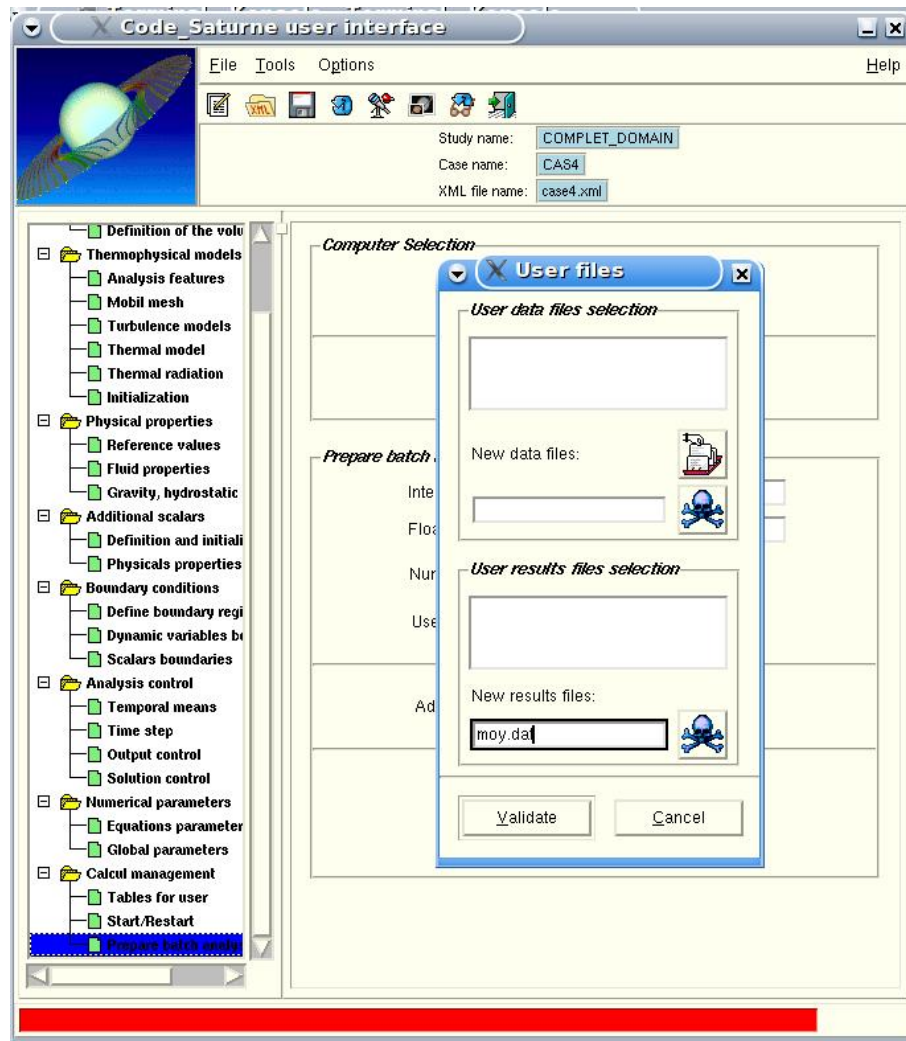 Code_Saturne user interface
File Tools Options Help
Study name: COMPLET_DOMAIN
Case name: CAS4
XML file name: case4.xml
Definition of the volu
Thermophysical models
Analysis features
Mobil mesh
Turbulence models
Thermal model
Thermal radiation
Initialization
Physical properties
Reference values
Fluid properties
Gravity, hydrostatic
Additional scalars
Definition and initiali
Physicals properties
Boundary conditions
Define boundary regi
Dynamic variables b
Scalars boundaries
Analysis control
Temporal means
Time step
Output control
Solution control
Numerical parameters
Equations parameter
Global parameters
Calcul management
Tables for user
Start/Restart
Prepare batch analy
Computer Selection
Prepare batch
Inte
Floa
Nur
Use
Ad
User files
User data files selection
New data files:
User results files selection
New results files:
moy.dat
Validate
Cancel